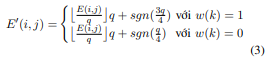 E'(i, j) = { ⌊E(i,j)/q⌋q + sgn(3q/4) với w(k) = 1
⌊E(i,j)/q⌋q + sgn(q/4) với w(k) = 0
(3)